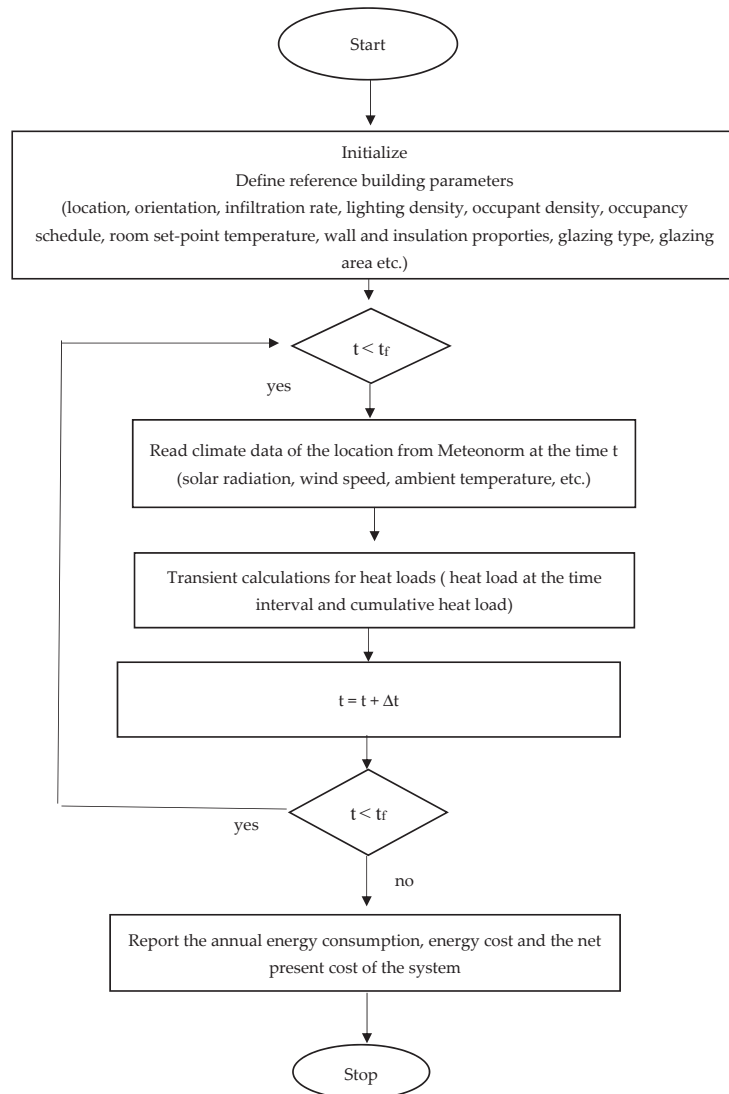 Start
Initialize
Define reference building parameters
(location, orientation, infiltration rate, lighting density, occupant density, occupancy
schedule, room set-point temperature, wall and insulation proporties, glazing type, glazing
area etc.)
t < tf
yes
Read climate data of the location from Meteonorm at the time t
(solar radiation, wind speed, ambient temperature, etc.)
Transient calculations for heat loads ( heat load at the time
interval and cumulative heat load)
t = t + Δt
t < tf
yes
no
Report the annual energy consumption, energy cost and the net
present cost of the system
Stop